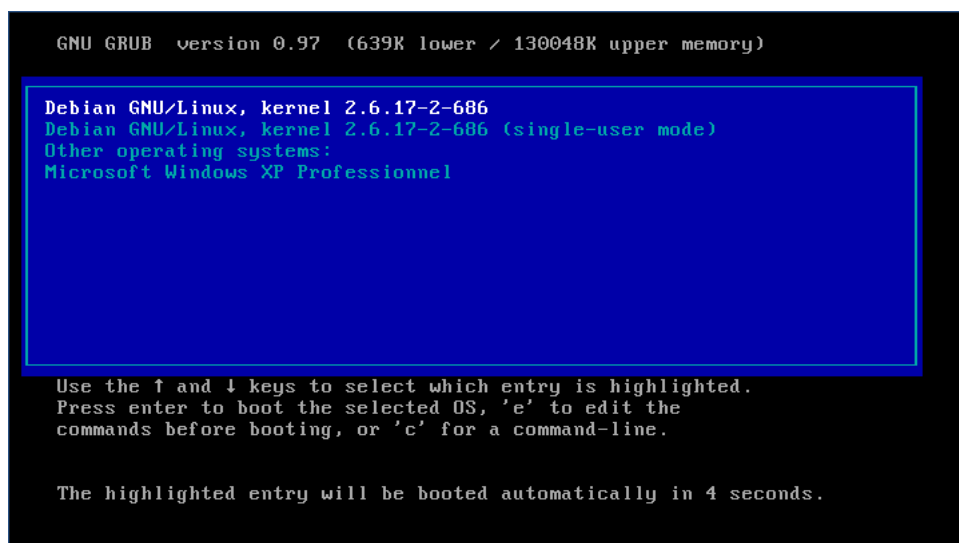 GNU GRUB version 0.97 (639K lower / 130048K upper memory)
Debian GNU/Linux, kernel 2.6.17-2-686
Debian GNU/Linux, kernel 2.6.17-2-686 (single-user mode)
Other operating systems:
Microsoft Windows XP Professionnel
Use the ↑ and ↓ keys to select which entry is highlighted.
Press enter to boot the selected OS, 'e' to edit the
commands before booting, or 'c' for a command-line.
The highlighted entry will be booted automatically in 4 seconds.